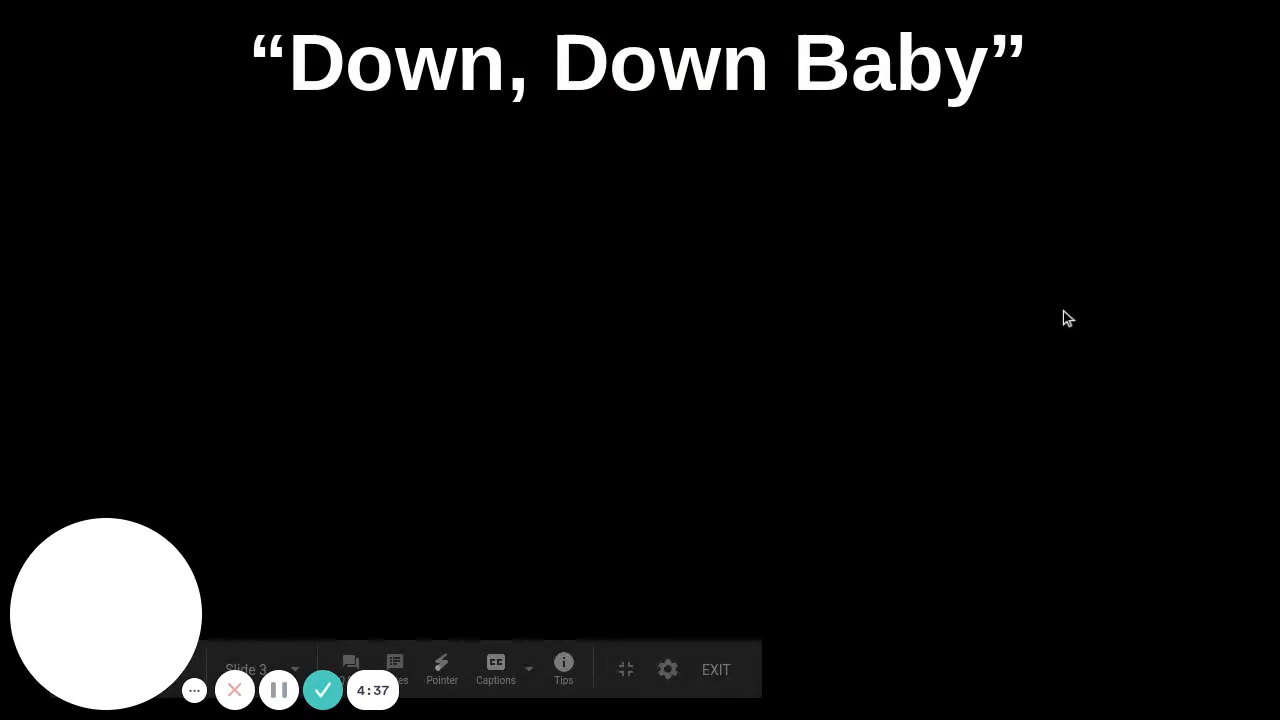 “Down, Down Baby”
Slide 3
Pointer
Captions
Tips
EXIT
4:37